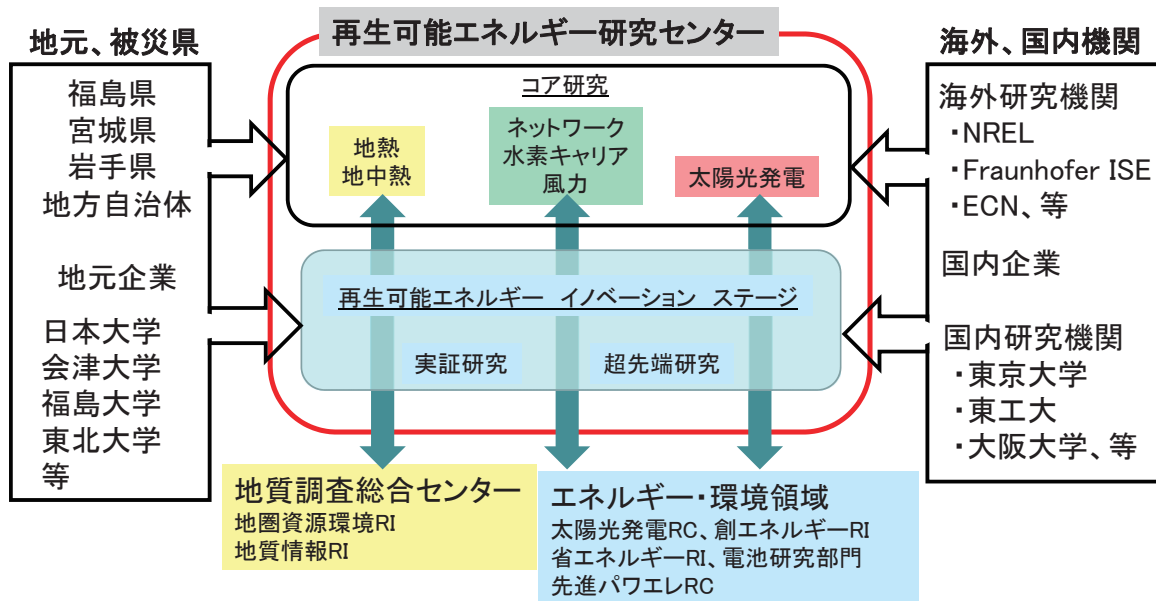 再生可能エネルギー研究センター
地元、被災県
福島県
宮城県
岩手県
地方自治体
地元企業
日本大学
会津大学
福島大学
東北大学
等
コア研究
地熱
地中熱
ネットワーク
水素キャリア
風力
太陽光発電
再生可能エネルギー イノベーション ステージ
実証研究
超先端研究
海外、国内機関
海外研究機関
・NREL
・Fraunhofer ISE
・ECN、等
国内企業
国内研究機関
・東京大学
・東工大
・大阪大学、等
地質調査総合センター
地圏資源環境RI
地質情報RI
エネルギー・環境領域
太陽光発電RC、創エネルギーRI
省エネルギーRI、電池研究部門
先進パワエレRC